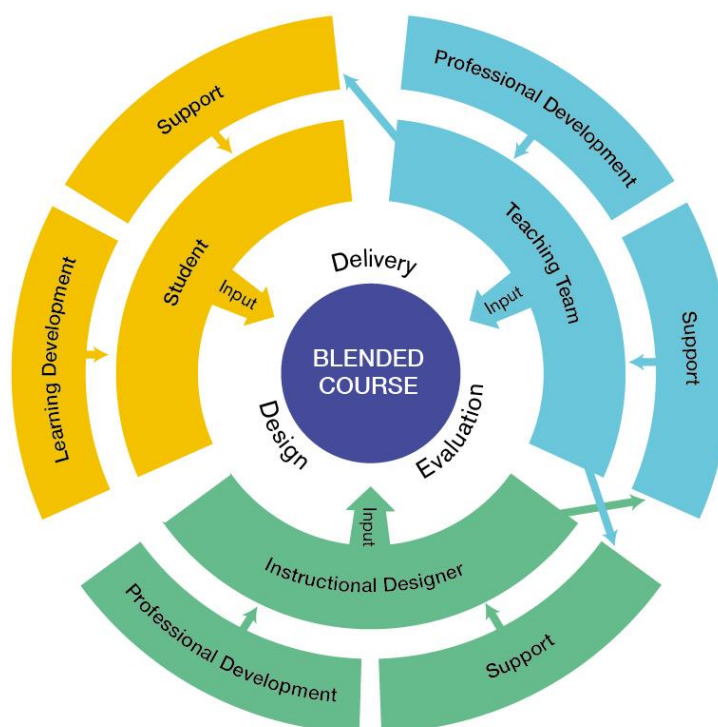 Support
Professional Development
Student
Teaching Team
Learning Development
Support
Input
Input
Delivery
BLENDED
COURSE
Design
Evaluation
Input
Instructional Designer
Professional Development
Support